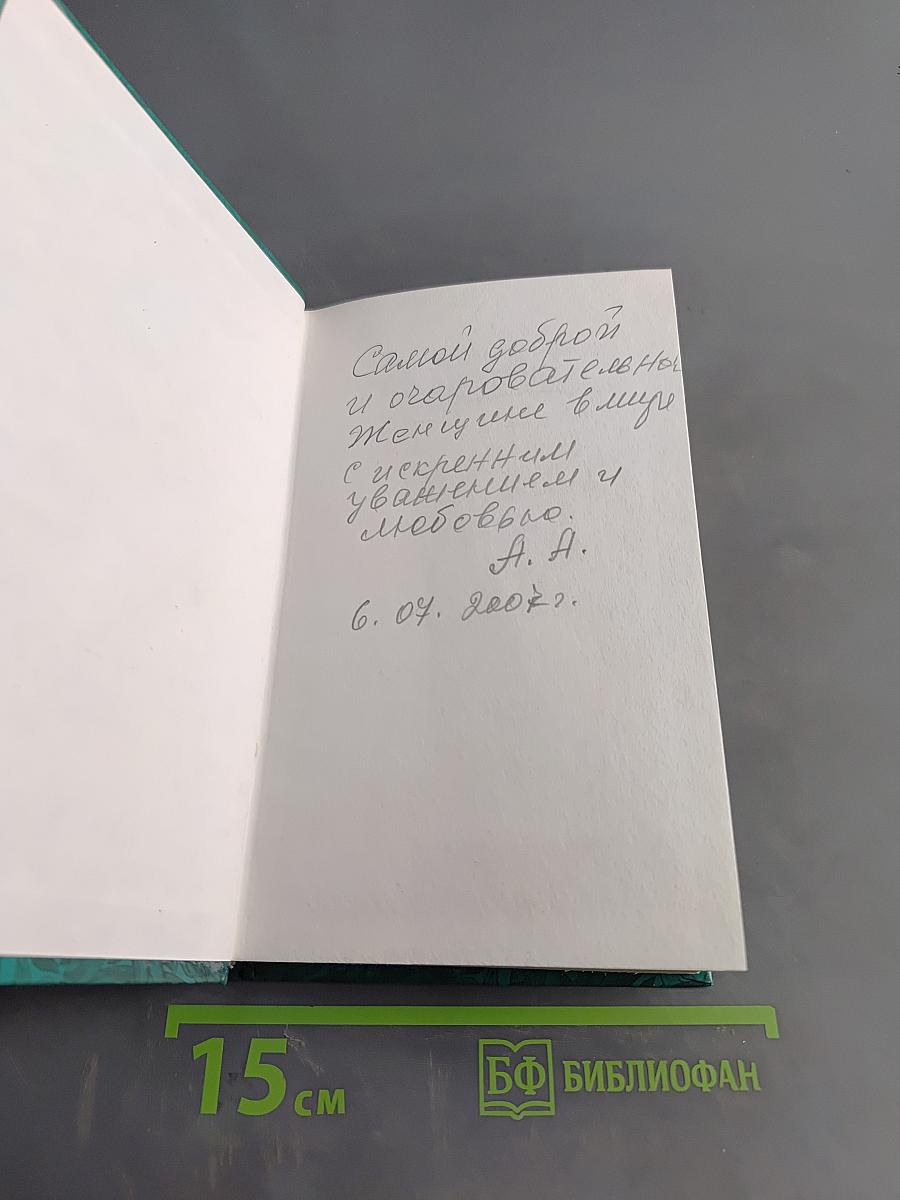 Самой доброй
и очаровательной
Женщине в мире
с искренним
уважением и
любовью.
А. А.
6. 07. 2007 г.
15 см
БФ БИБЛИОФАН